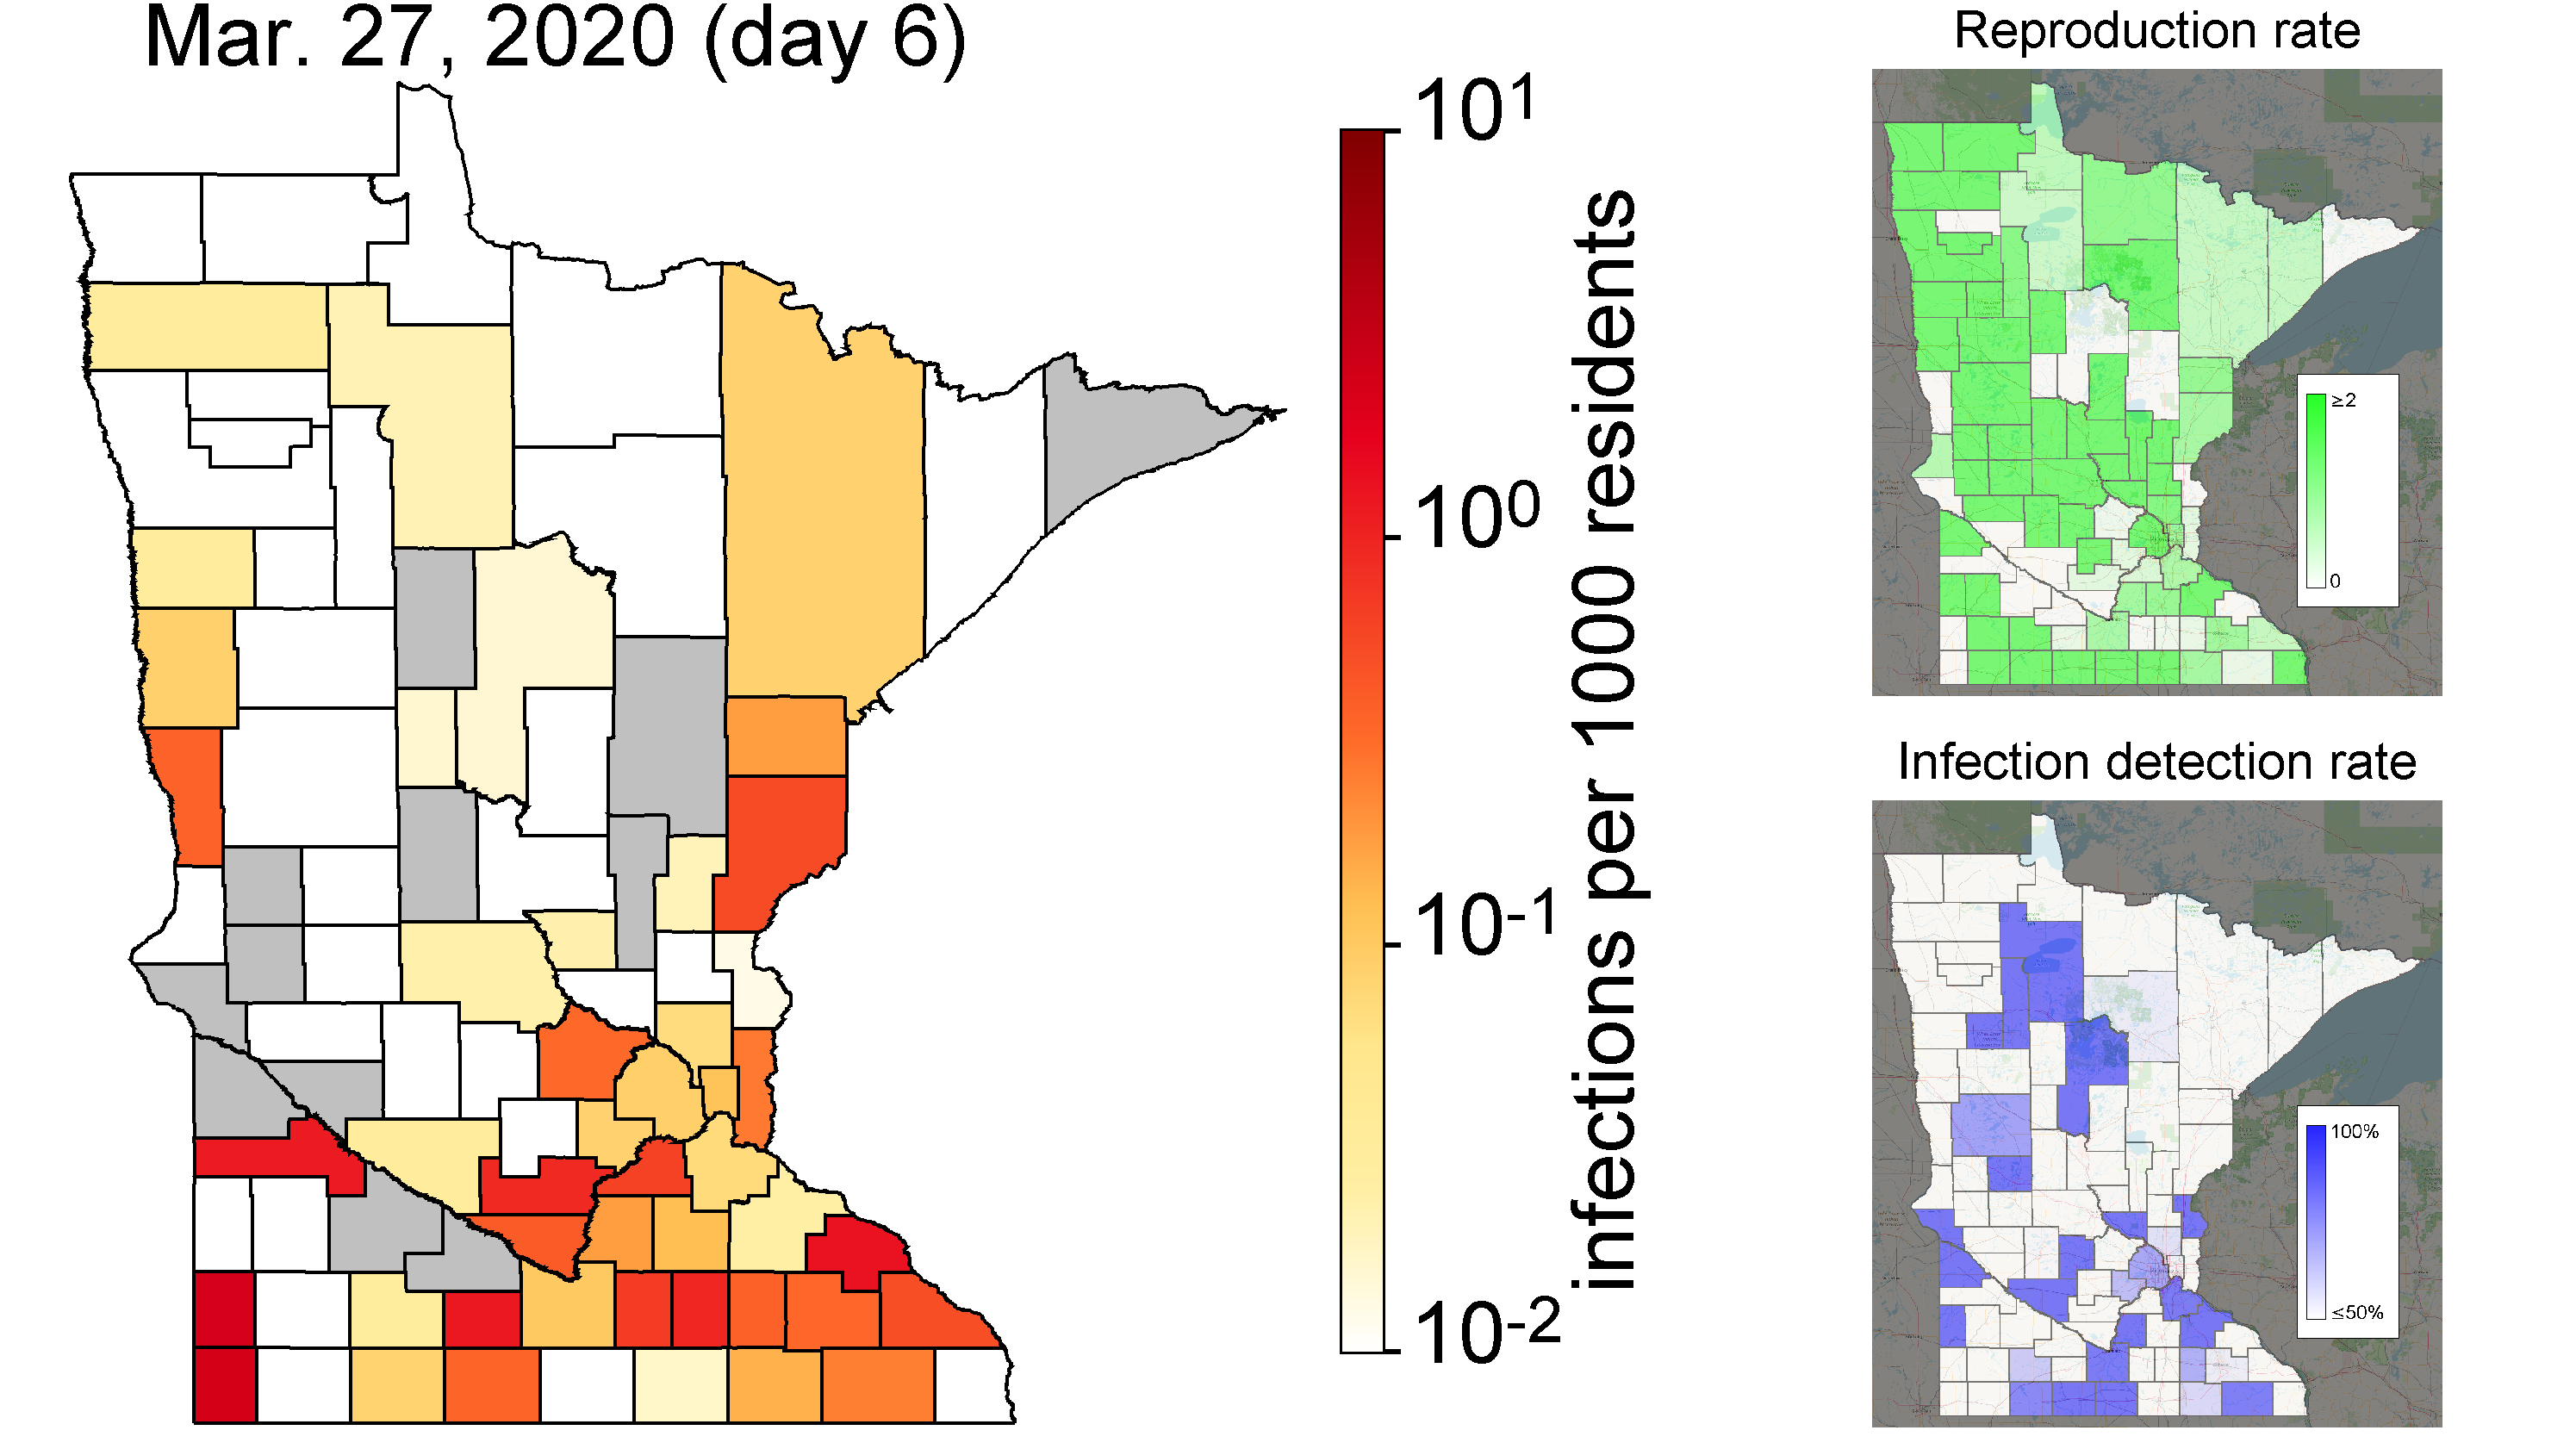 Mar. 27, 2020 (day 6)
10¹
10⁰
10⁻¹
10⁻²
infections per 1000 residents
Reproduction rate
≥2
0
Infection detection rate
100%
≤50%